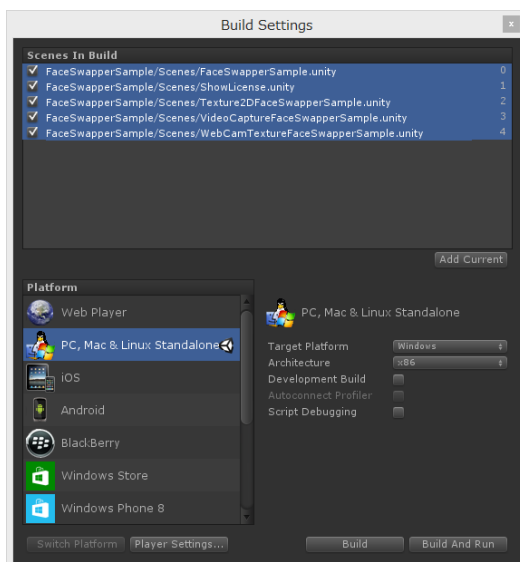 Build Settings
x
Scenes In Build
FaceSwapperSample/Scenes/FaceSwapperSample.unity 0
FaceSwapperSample/Scenes/ShowLicense.unity 1
FaceSwapperSample/Scenes/Texture2DFaceSwapperSample.unity 2
FaceSwapperSample/Scenes/VideoCaptureFaceSwapperSample.unity 3
FaceSwapperSample/Scenes/WebCamTextureFaceSwapperSample.unity 4
Add Current
Platform
Web Player
PC, Mac & Linux Standalone
iOS
Android
BlackBerry
Windows Store
Windows Phone 8
PC, Mac & Linux Standalone
Target Platform Windows
Architecture x86
Development Build
Autoconnect Profiler
Script Debugging
Switch Platform Player Settings... Build Build And Run